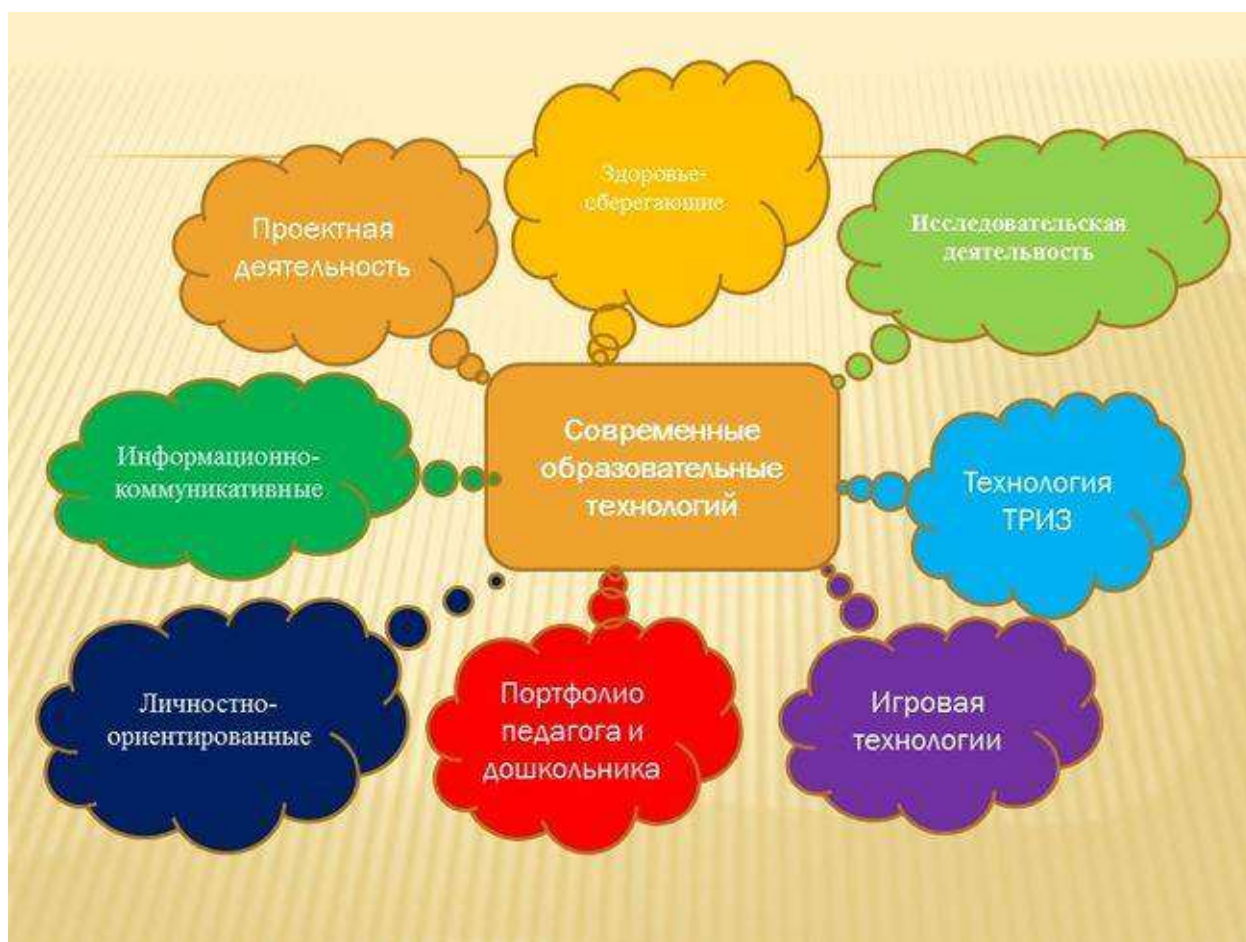 Здоровье-
сберегающие
Проектная
деятельность
Исследовательская
деятельность
Информационно-
коммуникативные
Современные
образовательные
технологий
Технология
ТРИЗ
Личностно-
ориентированные
Портфолио
педагога и
дошкольника
Игровая
технологии